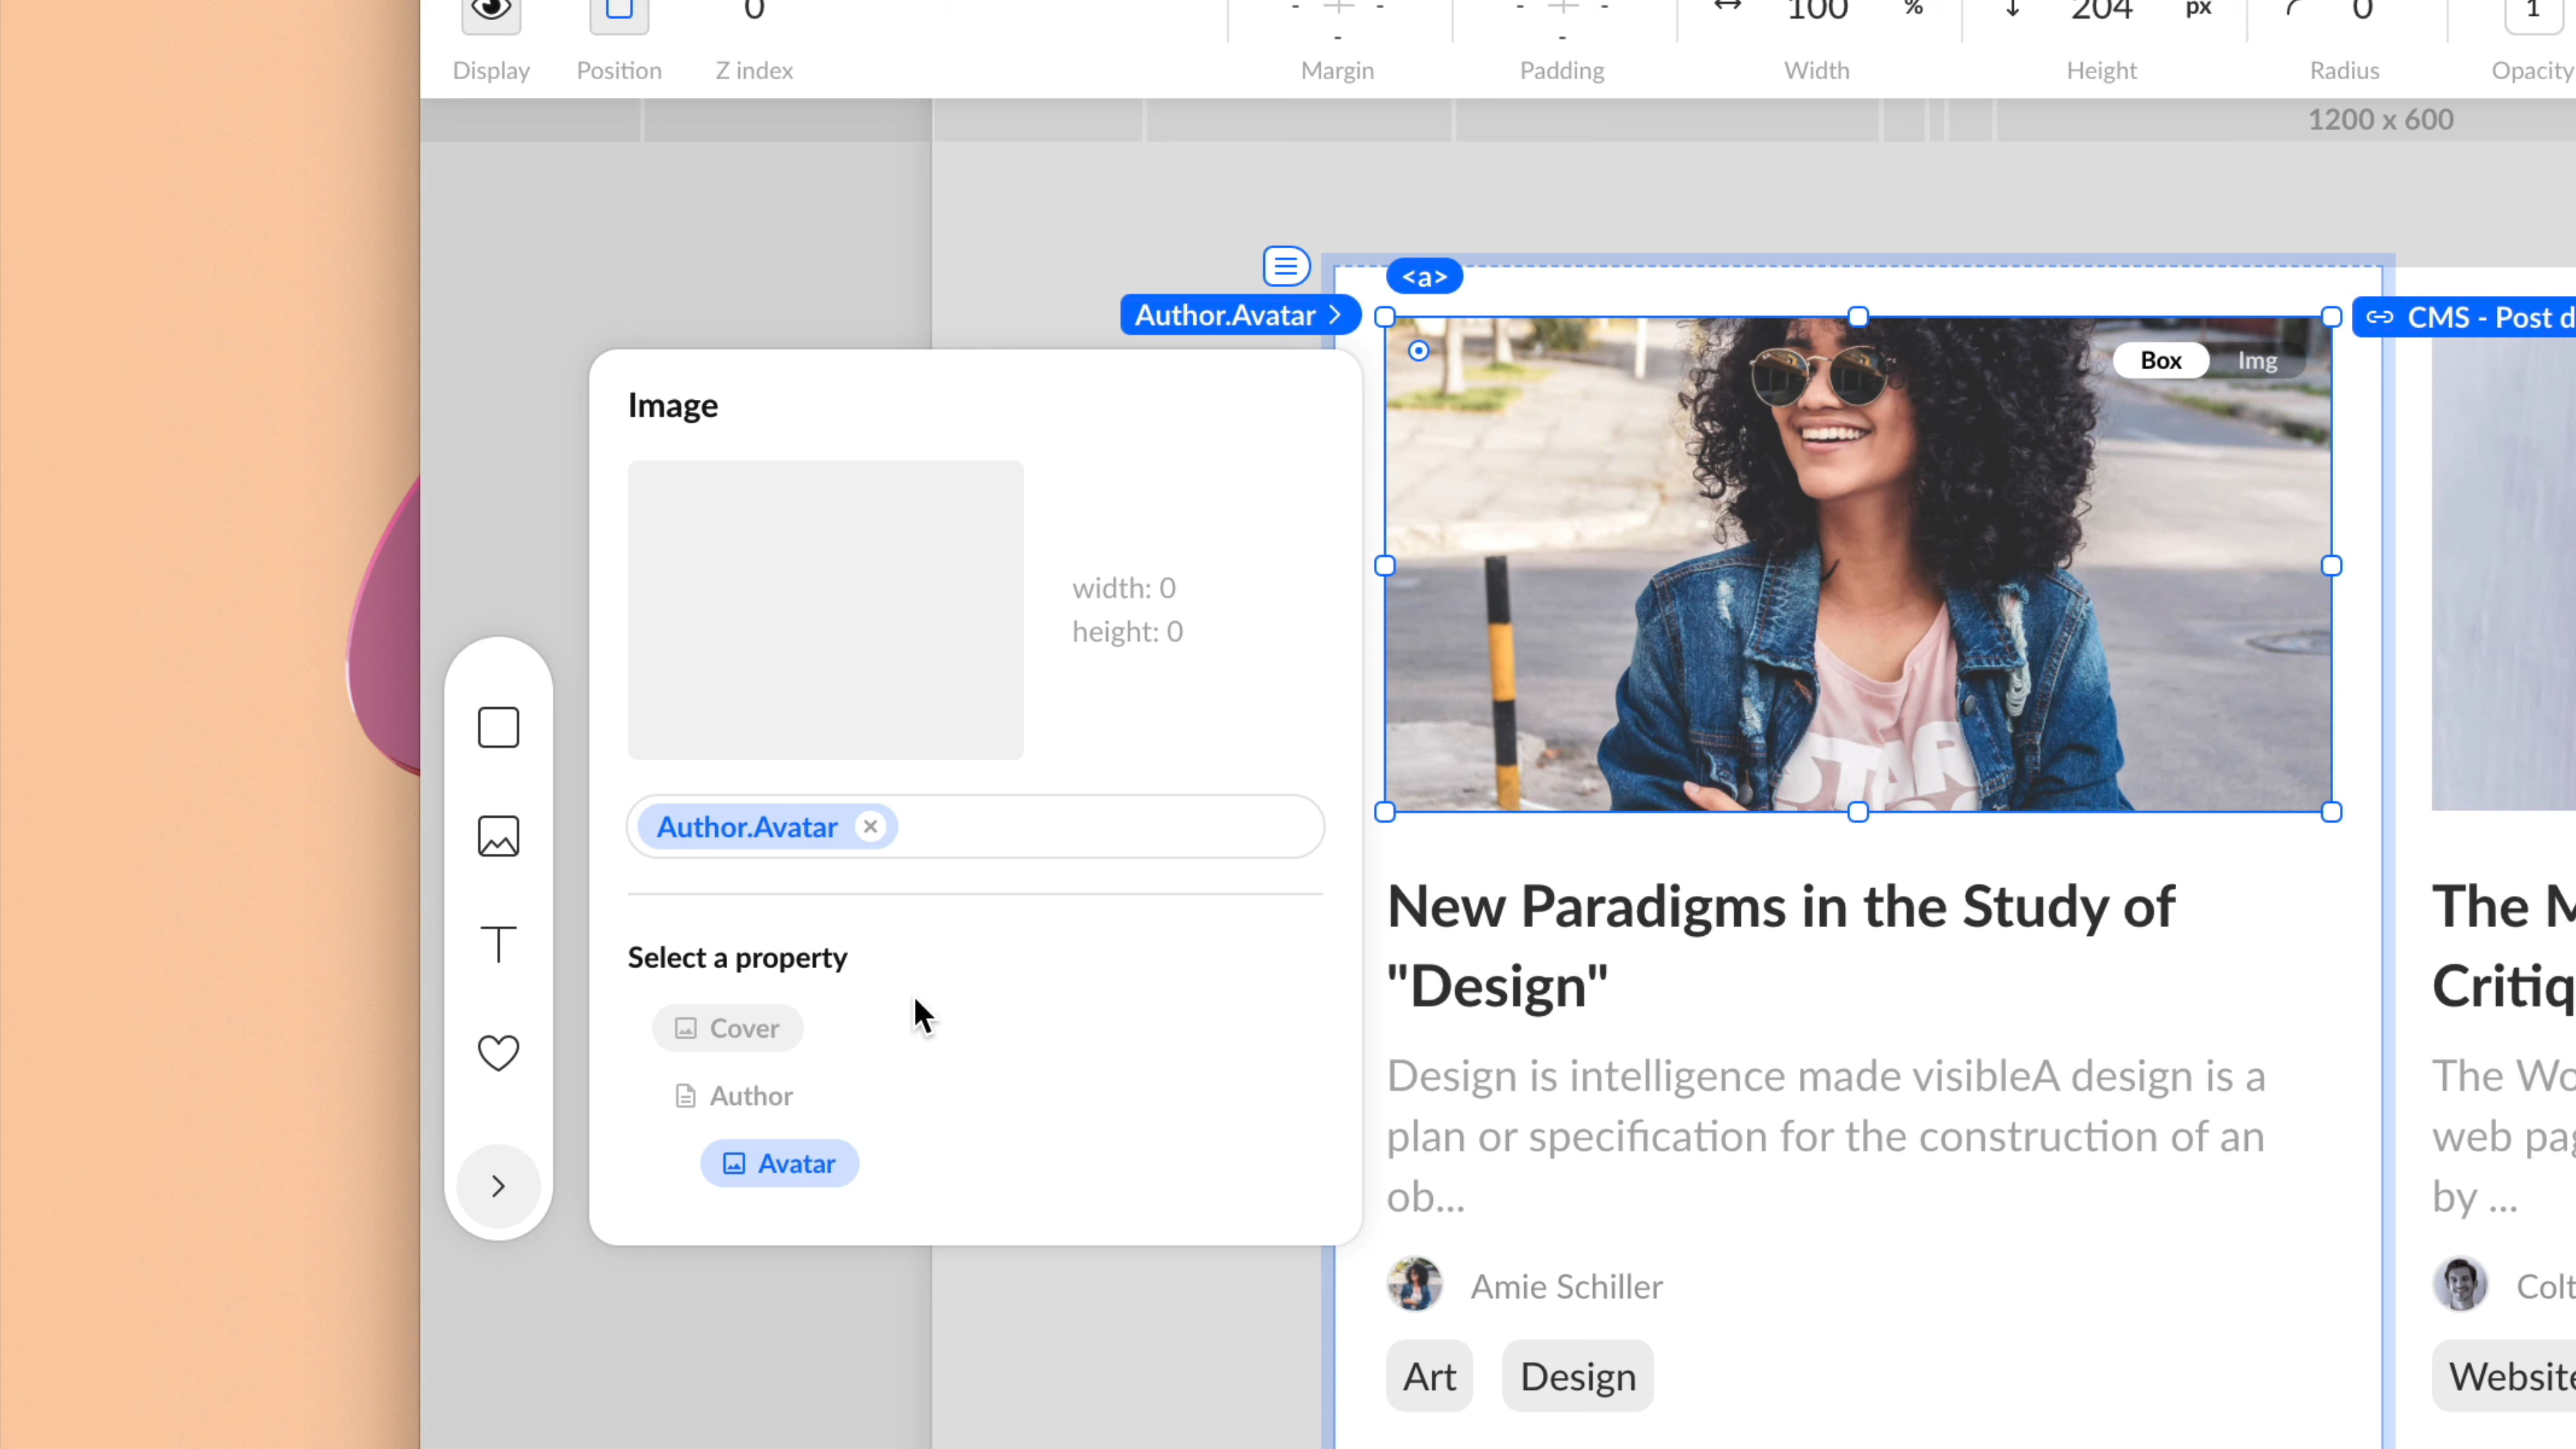 0
100
%
204
px
0
1
Display
Position
Z index
Margin
Padding
Width
Height
Radius
Opacity
1200 x 600
<a>
Author.Avatar
CMS - Post d
Box
Img
Image
width: 0
height: 0
Author.Avatar
Select a property
Cover
Author
Avatar
New Paradigms in the Study of
"Design"
Design is intelligence made visibleA design is a
plan or specification for the construction of an
ob...
Amie Schiller
Art
Design
The M
Critiq
The Wo
web pag
by ...
Colt
Website